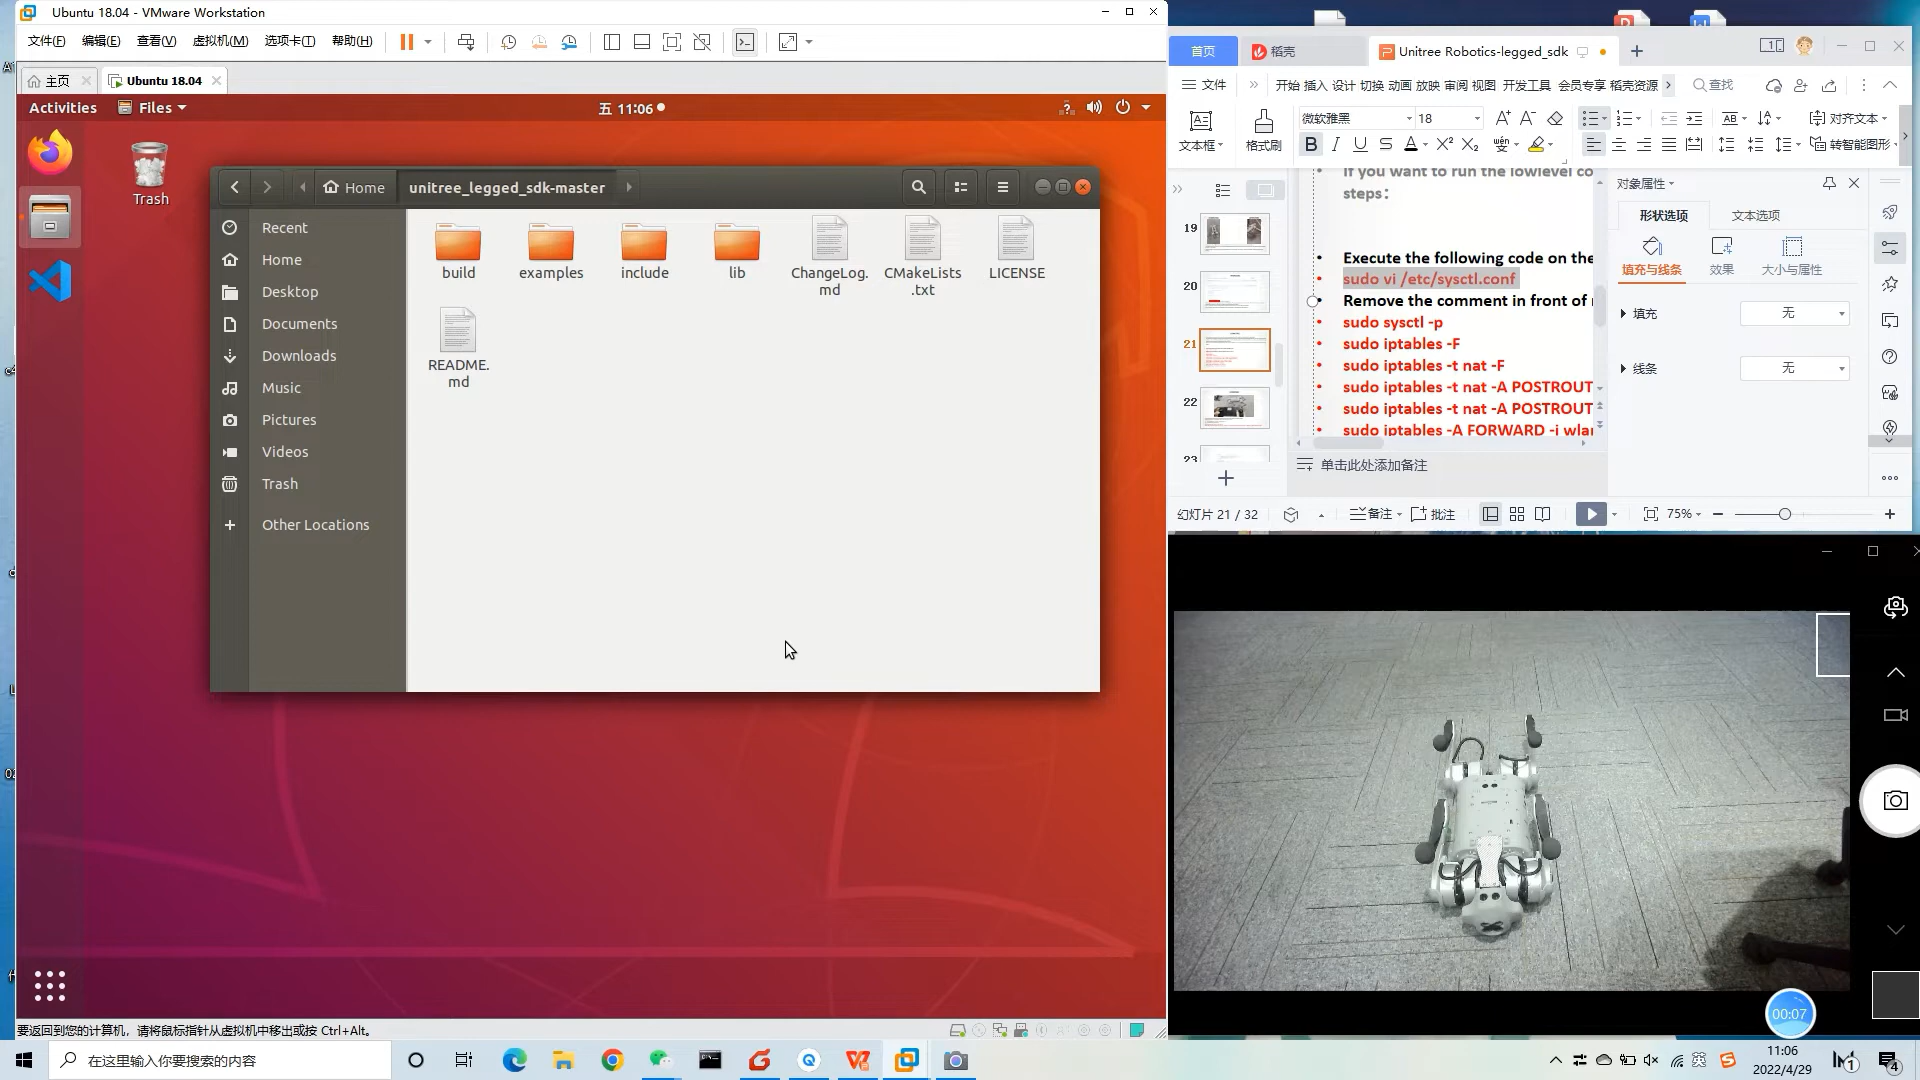 Ubuntu 18.04 - VMware Workstation
文件(F) 编辑(E) 查看(V) 虚拟机(M) 选项卡(T) 帮助(H)
主页
Ubuntu 18.04
Activities
Files
五 11:06
Trash
Home
unitree_legged_sdk-master
Recent
Home
Desktop
Documents
Downloads
Music
Pictures
Videos
Trash
Other Locations
build
examples
include
lib
ChangeLog.
md
CMakeLists
.txt
LICENSE
README.
md
要返回到您的计算机，请将鼠标指针从虚拟机中移出或按 Ctrl+Alt。
首页
稻壳
Unitree Robotics-legged_sdk
文件
开始 插入 设计 切换 动画 放映 审阅 视图 开发工具 会员专享 稻壳资源
查找
文本框
格式刷
微软雅黑
18
对齐文本
转智能图形
19
20
21
22
23
If you want to run the lowlevel co
steps：
Execute the following code on the
sudo vi /etc/sysctl.conf
Remove the comment in front of
sudo sysctl -p
sudo iptables -F
sudo iptables -t nat -F
sudo iptables -t nat -A POSTROUT
sudo iptables -t nat -A POSTROUT
sudo iptables -A FORWARD -i wlan
单击此处添加备注
对象属性
形状选项
文本选项
填充与线条
效果
大小与属性
填充
无
线条
无
幻灯片 21 / 32
备注
批注
75%
00:07
在这里输入你要搜索的内容
英
11:06
2022/4/29
1
4